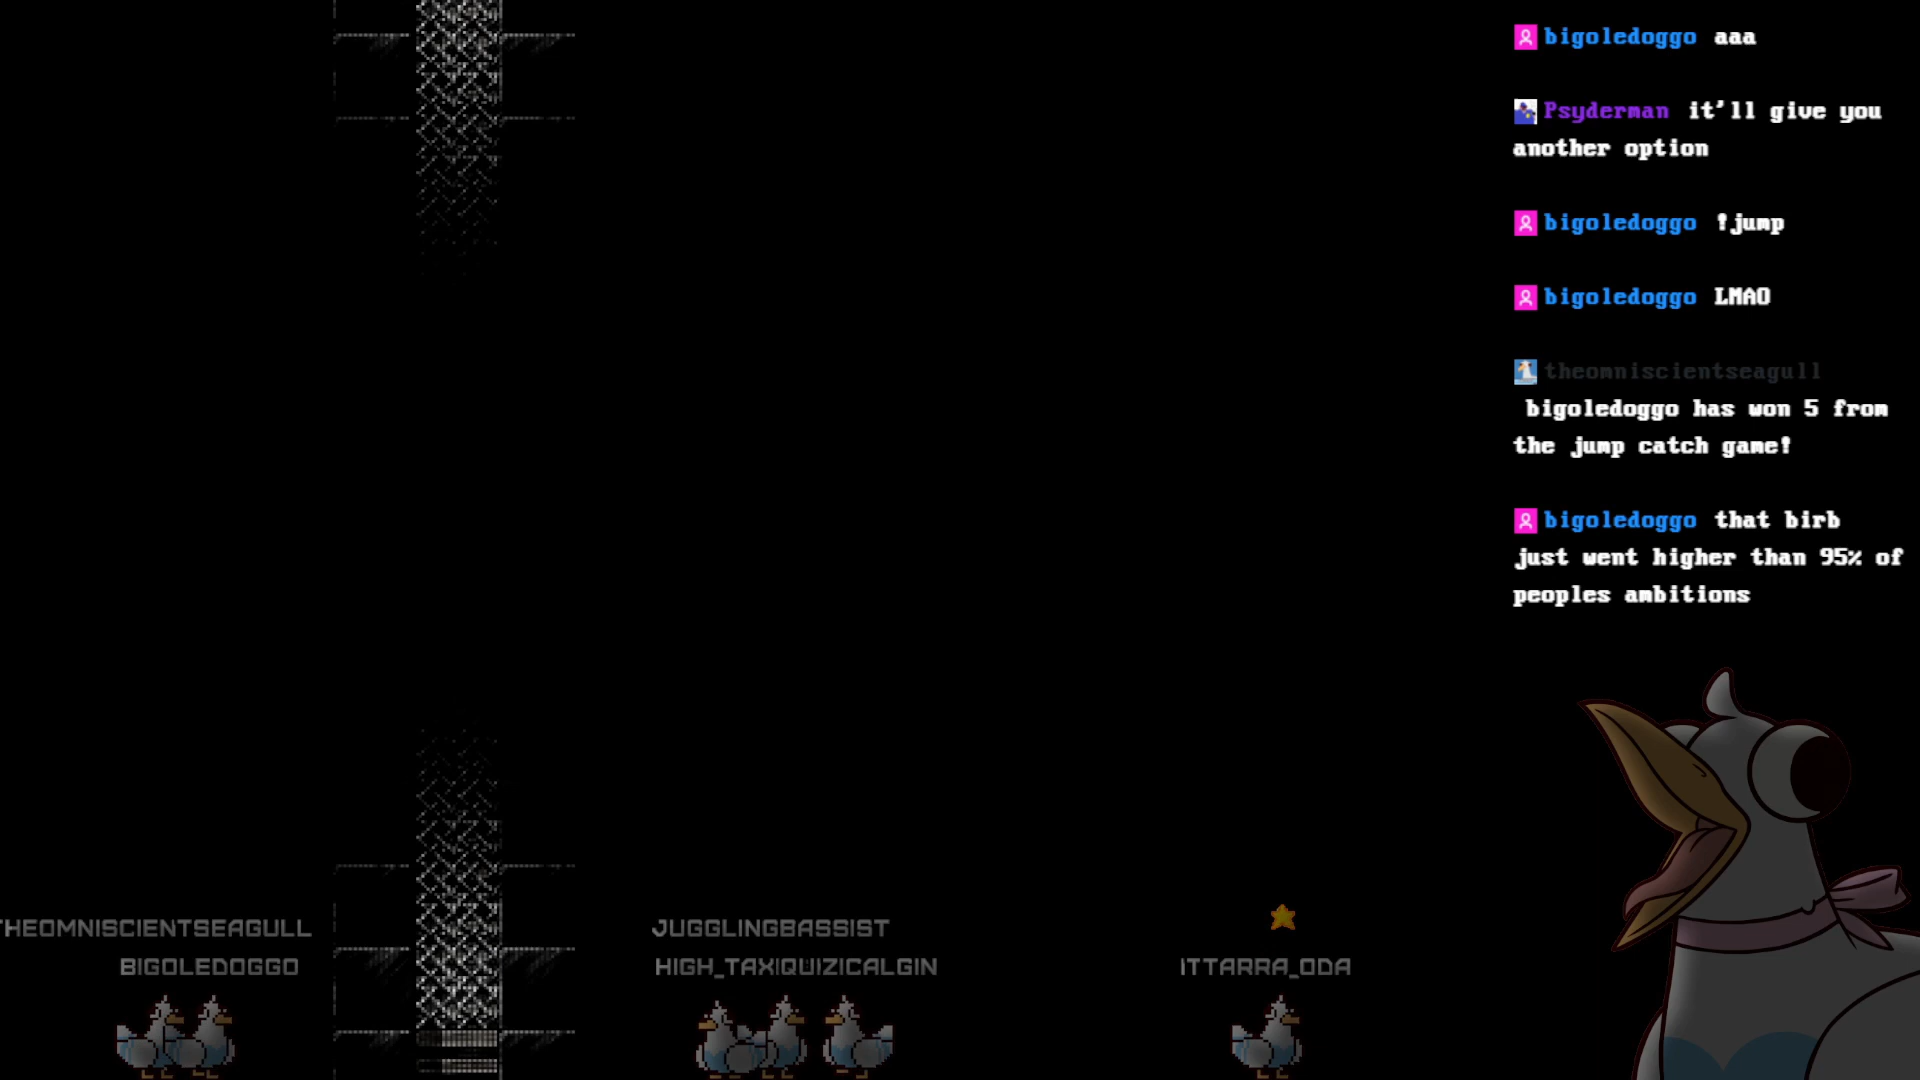 bigoledoggo aaa
Psyderman it'll give you
another option
bigoledoggo !jump
bigoledoggo LMAO
theomniscientseagull
bigoledoggo has won 5 from
the jump catch game!
bigoledoggo that birb
just went higher than 95% of
peoples ambitions
THEOMNISCIENTSEAGULL
BIGOLEDOGGO
JUGGLINGBASSIST
HIGH_TAXIQUIZICALGIN
ITTARRA_ODA